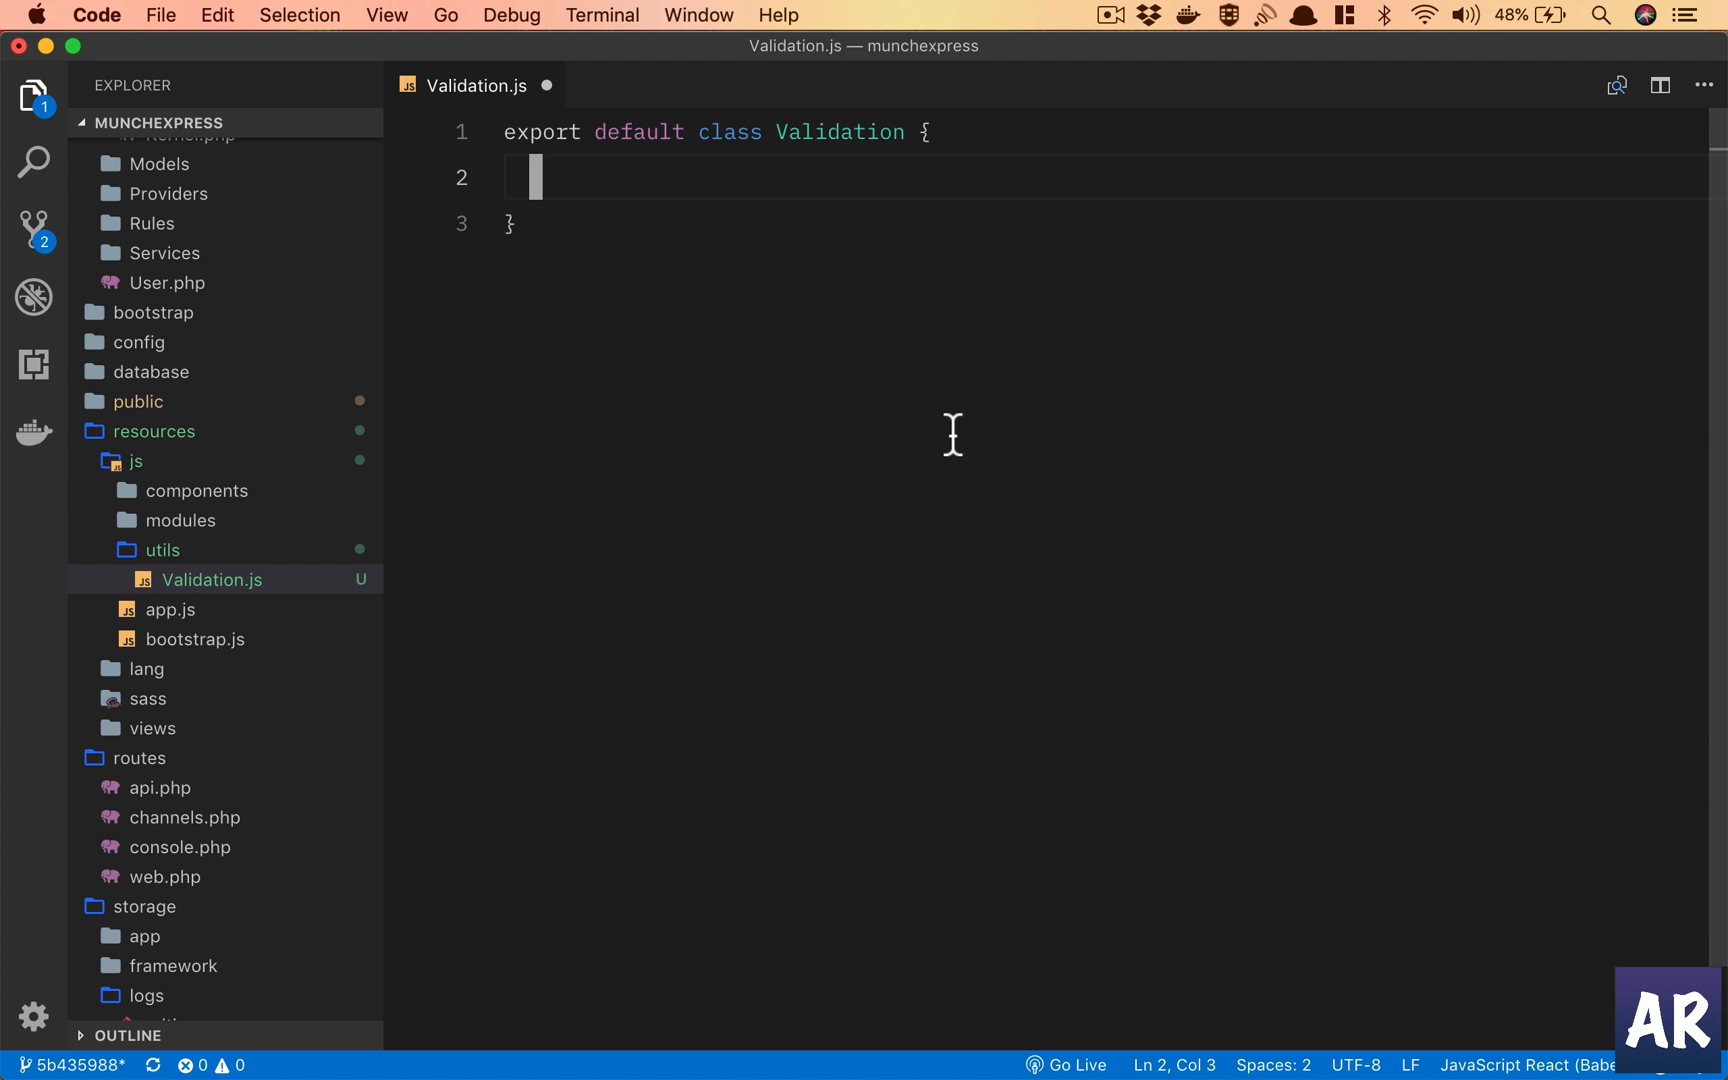 Code File Edit Selection View Go Debug Terminal Window Help 48%
Validation.js — munchexpress
EXPLORER
Validation.js
1
MUNCHEXPRESS
1 export default class Validation {
Kernel.php
Models
2
Providers
Rules
3 }
2
Services
User.php
bootstrap
config
database
public
resources
js
components
modules
utils
Validation.js U
app.js
bootstrap.js
lang
sass
views
routes
api.php
channels.php
console.php
web.php
storage
app
framework
logs
AR
OUTLINE
5b435988* 0 0 Go Live Ln 2, Col 3 Spaces: 2 UTF-8 LF JavaScript React (Babe